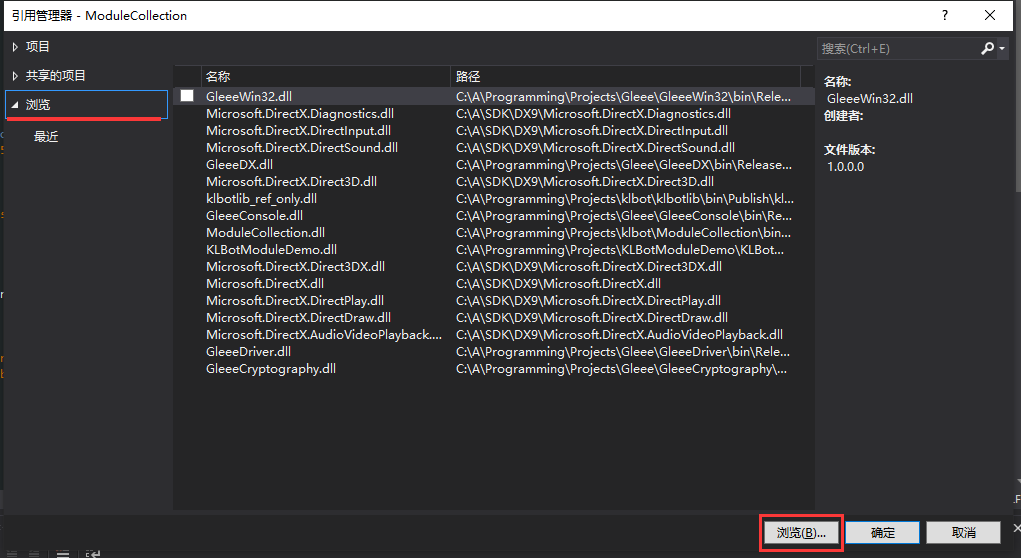 引用管理器 - ModuleCollection
?
项目
共享的项目
浏览
最近
名称 路径
GleeeWin32.dll C:\A\Programming\Projects\Gleee\GleeeWin32\bin\Rele...
Microsoft.DirectX.Diagnostics.dll C:\A\SDK\DX9\Microsoft.DirectX.Diagnostics.dll
Microsoft.DirectX.DirectInput.dll C:\A\SDK\DX9\Microsoft.DirectX.DirectInput.dll
Microsoft.DirectX.DirectSound.dll C:\A\SDK\DX9\Microsoft.DirectX.DirectSound.dll
GleeeDX.dll C:\A\Programming\Projects\Gleee\GleeeDX\bin\Release...
Microsoft.DirectX.Direct3D.dll C:\A\SDK\DX9\Microsoft.DirectX.Direct3D.dll
klbotlib_ref_only.dll C:\A\Programming\Projects\klbot\klbotlib\bin\Publish\kl...
GleeeConsole.dll C:\A\Programming\Projects\Gleee\GleeeConsole\bin\Re...
ModuleCollection.dll C:\A\Programming\Projects\klbot\ModuleCollection\bin...
KLBotModuleDemo.dll C:\A\Programming\Projects\KLBotModuleDemo\KLBot...
Microsoft.DirectX.Direct3DX.dll C:\A\SDK\DX9\Microsoft.DirectX.Direct3DX.dll
Microsoft.DirectX.dll C:\A\SDK\DX9\Microsoft.DirectX.dll
Microsoft.DirectX.DirectPlay.dll C:\A\SDK\DX9\Microsoft.DirectX.DirectPlay.dll
Microsoft.DirectX.DirectDraw.dll C:\A\SDK\DX9\Microsoft.DirectX.DirectDraw.dll
Microsoft.DirectX.AudioVideoPlayback.... C:\A\SDK\DX9\Microsoft.DirectX.AudioVideoPlayback.dll
GleeeDriver.dll C:\A\Programming\Projects\Gleee\GleeeDriver\bin\Rele...
GleeeCryptography.dll C:\A\Programming\Projects\Gleee\GleeeCryptography\...
搜索(Ctrl+E)
名称:
GleeeWin32.dll
创建者:
文件版本:
1.0.0.0
浏览(B)... 确定 取消